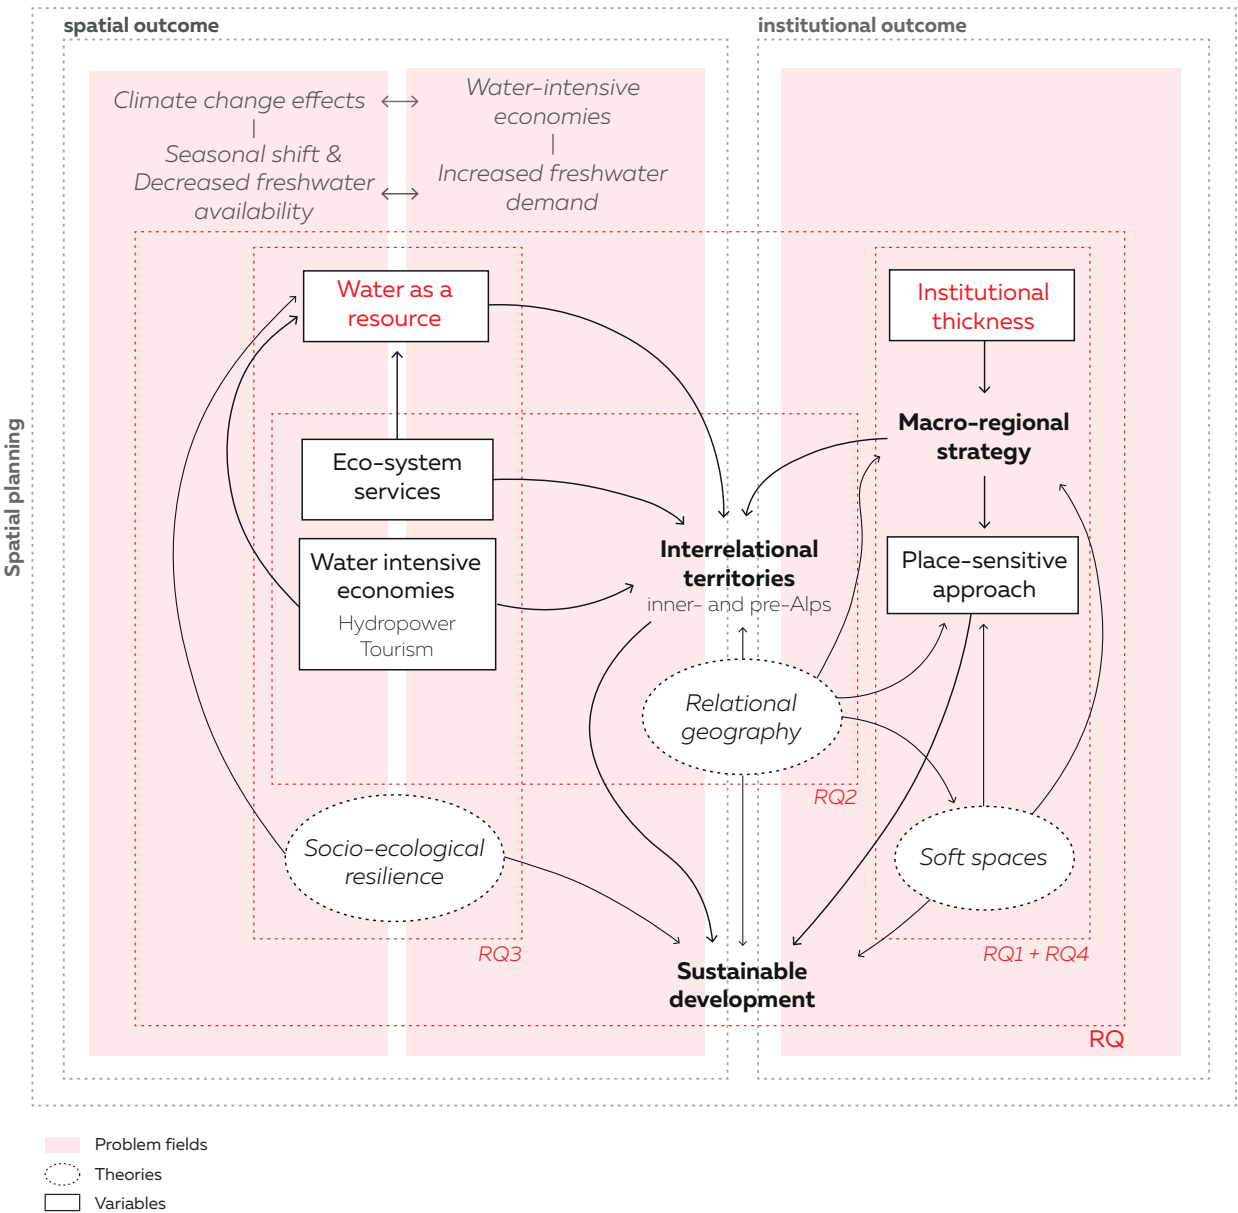 spatial outcome
institutional outcome
Spatial planning
Climate change effects
Seasonal shift &
Decreased freshwater
availability
Water-intensive
economies
Increased freshwater
demand
Water as a
resource
Institutional
thickness
Macro-regional
strategy
Eco-system
services
Water intensive
economies
Hydropower
Tourism
Interrelational
territories
inner- and pre-Alps
Place-sensitive
approach
Relational
geography
RQ2
Socio-ecological
resilience
Soft spaces
RQ3
RQ1 + RQ4
Sustainable
development
RQ
Problem fields
Theories
Variables